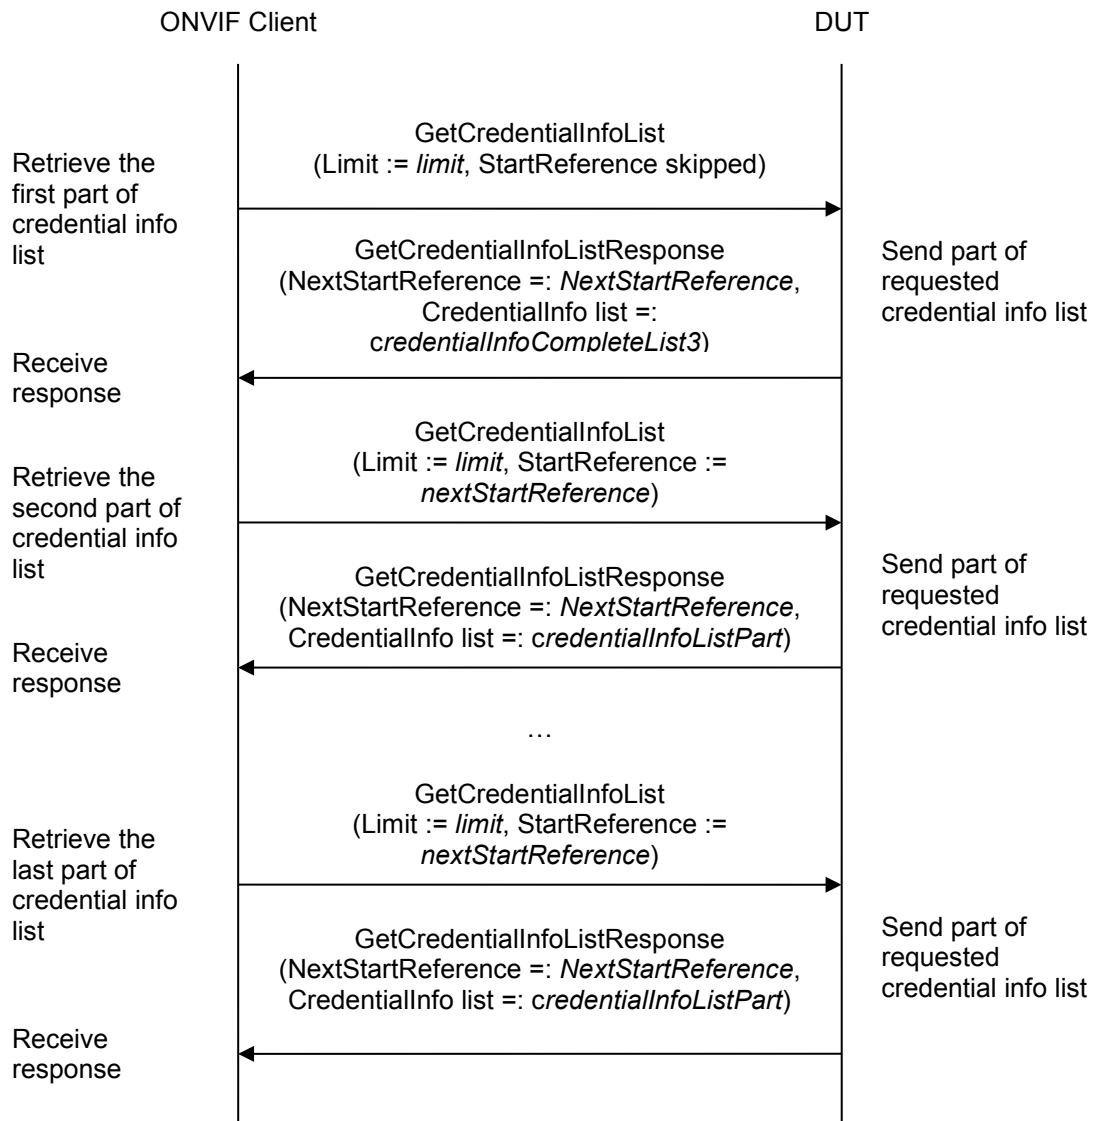 ONVIF Client
DUT
GetCredentialInfoList
(Limit := limit, StartReference skipped)
Retrieve the
first part of
credential info
list
GetCredentialInfoListResponse
(NextStartReference =: NextStartReference,
CredentialInfo list =:
credentialInfoCompleteList3)
Send part of
requested
credential info list
Receive
response
GetCredentialInfoList
(Limit := limit, StartReference :=
nextStartReference)
Retrieve the
second part of
credential info
list
GetCredentialInfoListResponse
(NextStartReference =: NextStartReference,
CredentialInfo list =: credentialInfoListPart)
Send part of
requested
credential info list
Receive
response
…
GetCredentialInfoList
(Limit := limit, StartReference :=
nextStartReference)
Retrieve the
last part of
credential info
list
GetCredentialInfoListResponse
(NextStartReference =: NextStartReference,
CredentialInfo list =: credentialInfoListPart)
Send part of
requested
credential info list
Receive
response